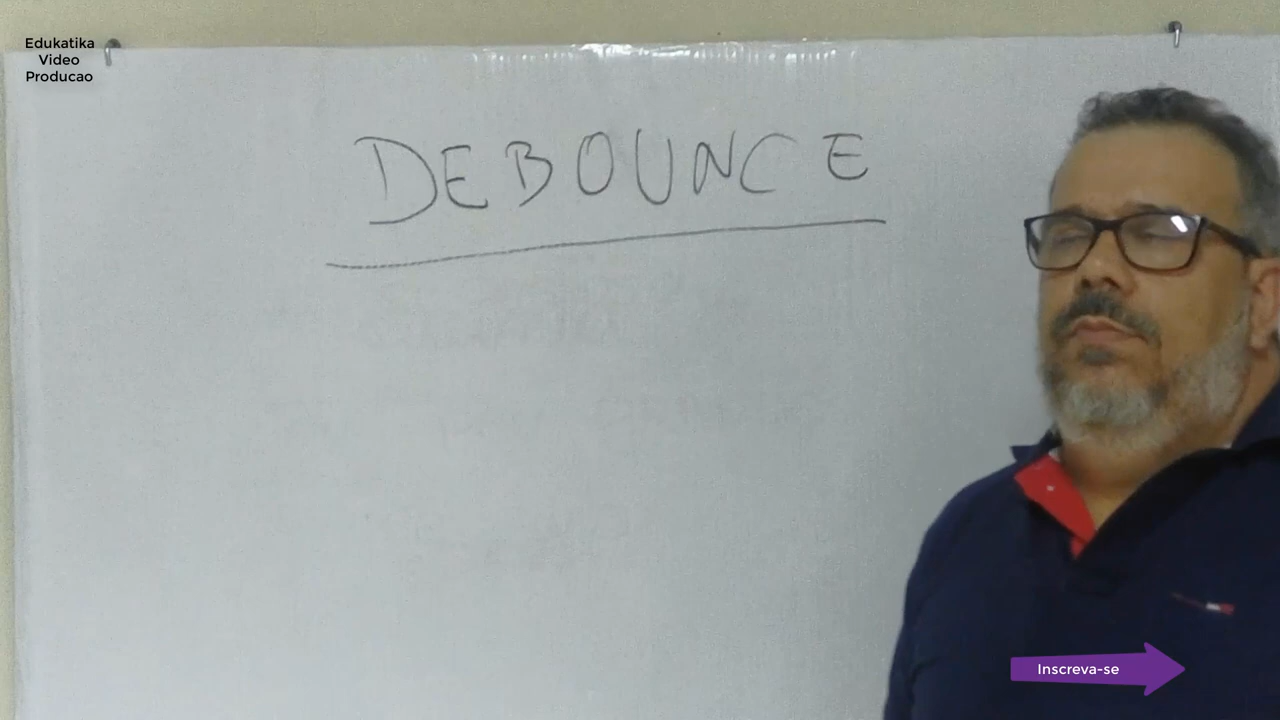 Edukatika
Video
Producao
DEBOUNCE
Inscreva-se